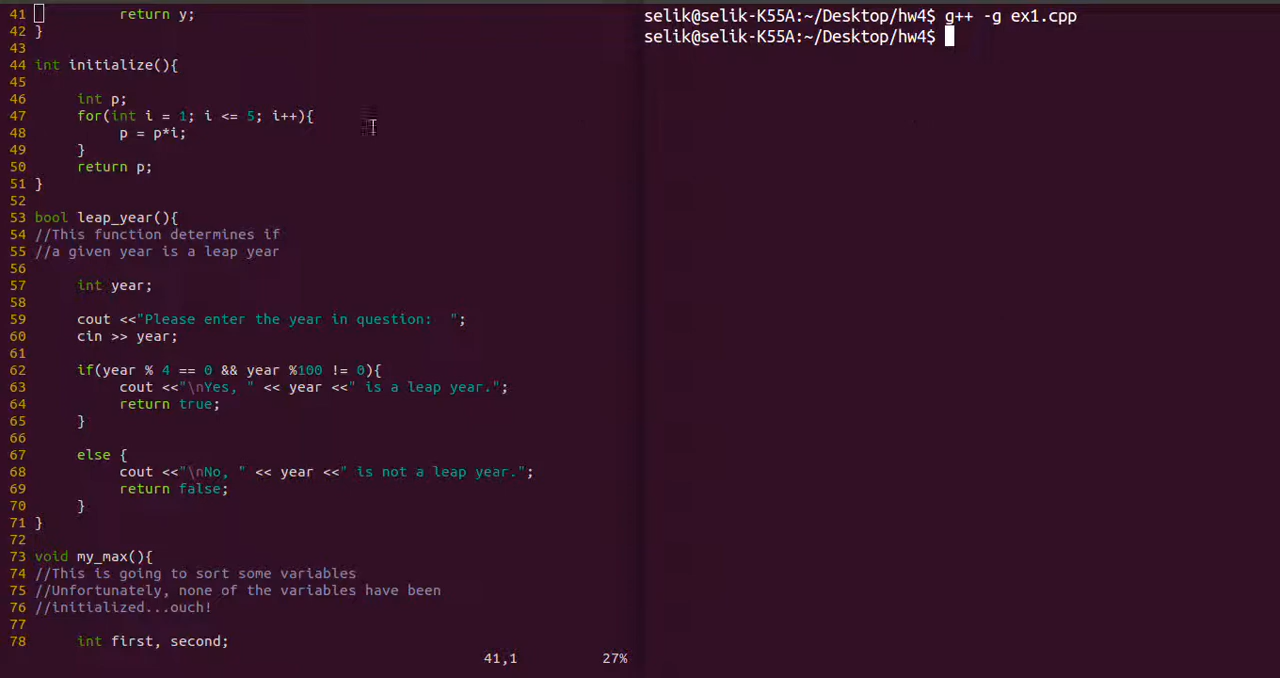 41          return y;
42 }
43
44 int initialize(){
45
46     int p;
47     for(int i = 1; i <= 5; i++){
48          p = p*i;
49     }
50     return p;
51 }
52
53 bool leap_year(){
54 //This function determines if
55 //a given year is a leap year
56
57     int year;
58
59     cout <<"Please enter the year in question:  ";
60     cin >> year;
61
62     if(year % 4 == 0 && year %100 != 0){
63          cout <<"\nYes, " << year <<" is a leap year.";
64          return true;
65     }
66
67     else {
68          cout <<"\nNo, " << year <<" is not a leap year.";
69          return false;
70     }
71 }
72
73 void my_max(){
74 //This is going to sort some variables
75 //Unfortunately, none of the variables have been
76 //initialized...ouch!
77
78     int first, second;
41,1          27%
selik@selik-K55A:~/Desktop/hw4$ g++ -g ex1.cpp
selik@selik-K55A:~/Desktop/hw4$